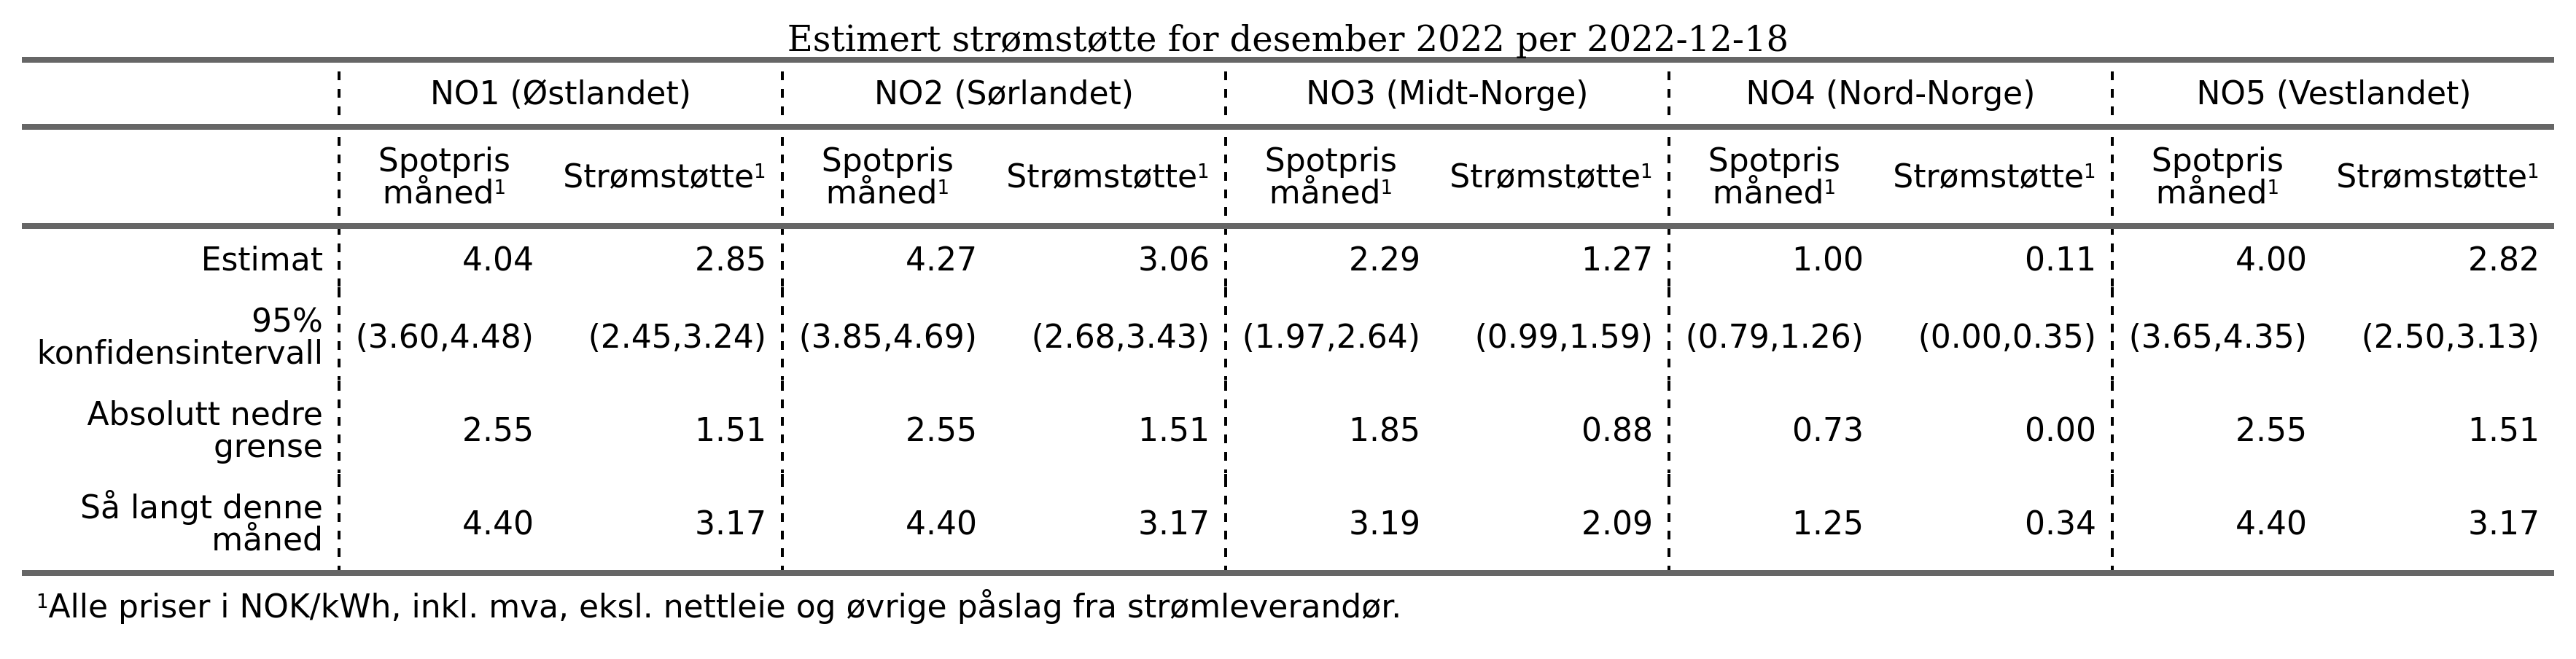 Estimert strømstøtte for desember 2022 per 2022-12-18
NO1 (Østlandet) NO2 (Sørlandet) NO3 (Midt-Norge) NO4 (Nord-Norge) NO5 (Vestlandet)
Spotpris måned¹ Strømstøtte¹ Spotpris måned¹ Strømstøtte¹ Spotpris måned¹ Strømstøtte¹ Spotpris måned¹ Strømstøtte¹ Spotpris måned¹ Strømstøtte¹
Estimat 4.04 2.85 4.27 3.06 2.29 1.27 1.00 0.11 4.00 2.82
95% konfidensintervall (3.60,4.48) (2.45,3.24) (3.85,4.69) (2.68,3.43) (1.97,2.64) (0.99,1.59) (0.79,1.26) (0.00,0.35) (3.65,4.35) (2.50,3.13)
Absolutt nedre grense 2.55 1.51 2.55 1.51 1.85 0.88 0.73 0.00 2.55 1.51
Så langt denne måned 4.40 3.17 4.40 3.17 3.19 2.09 1.25 0.34 4.40 3.17
¹Alle priser i NOK/kWh, inkl. mva, eksl. nettleie og øvrige påslag fra strømleverandør.